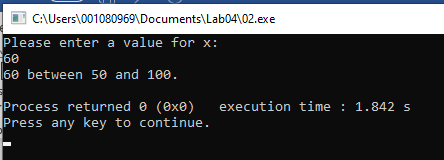 C:\Users\001080969\Documents\Lab04\02.exe
Please enter a value for x:
60
60 between 50 and 100.
Process returned 0 (0x0)   execution time : 1.842 s
Press any key to continue.